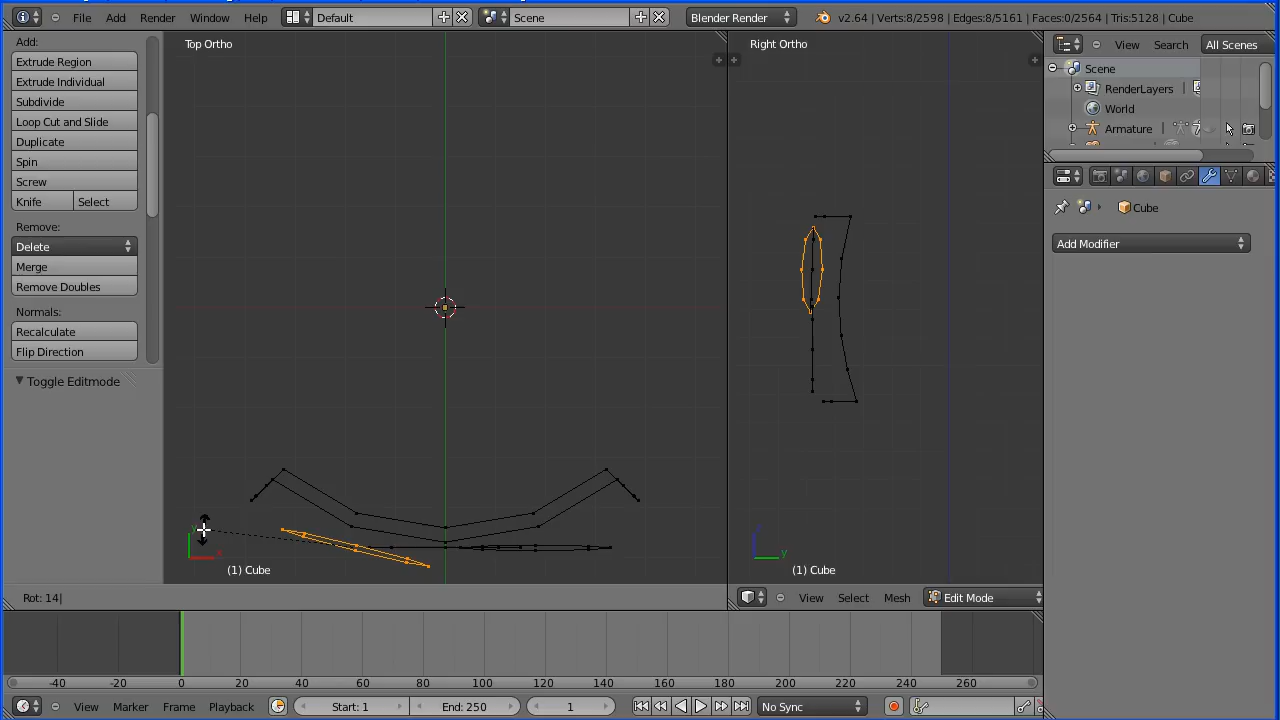 File Add Render Window Help Default Scene Blender Render v2.64 | Verts:8/2598 | Edges:8/5161 | Faces:0/2564 | Tris:5128 | Cube
Add:
Extrude Region
Extrude Individual
Subdivide
Loop Cut and Slide
Duplicate
Spin
Screw
Knife Select
Remove:
Delete
Merge
Remove Doubles
Normals:
Recalculate
Flip Direction
Toggle Editmode
Top Ortho
y
x
(1) Cube
Rot: 14|
Right Ortho
z
y
(1) Cube
View Select Mesh Edit Mode
View Search All Scenes
Scene
RenderLayers |
World
Armature |
Cube
Add Modifier
-40 -20 0 20 40 60 80 100 120 140 160 180 200 220 240 260
View Marker Frame Playback Start: 1 End: 250 1 No Sync